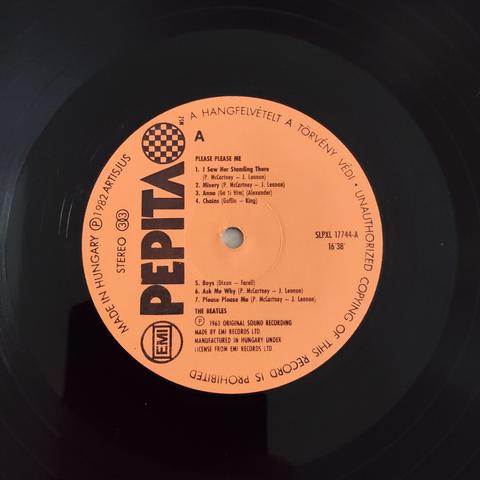 A HANGFELVÉTELT A TÖRVÉNY VÉDI • UNAUTHORIZED COPYING OF THIS RECORD IS PROHIBITED
MADE IN HUNGARY Ⓟ 1982 ARTISJUS
STEREO 33
PEPITA
MSZ
EMI
A
PLEASE PLEASE ME
1. I Saw Her Standing There
(P. McCartney – J. Lennon)
2. Misery (P. McCartney – J. Lennon)
3. Anna (Go To Him) (Alexander)
4. Chains (Goffin – King)
SLPXL 17744-A
16'38"
5. Boys (Dixon – Farell)
6. Ask Me Why (P. McCartney – J. Lennon)
7. Please Please Me (P. McCartney – J. Lennon)
THE BEATLES
Ⓟ 1963 ORIGINAL SOUND RECORDING
MADE BY EMI RECORDS LTD.
MANUFACTURED IN HUNGARY UNDER
LICENSE FROM EMI RECORDS LTD.